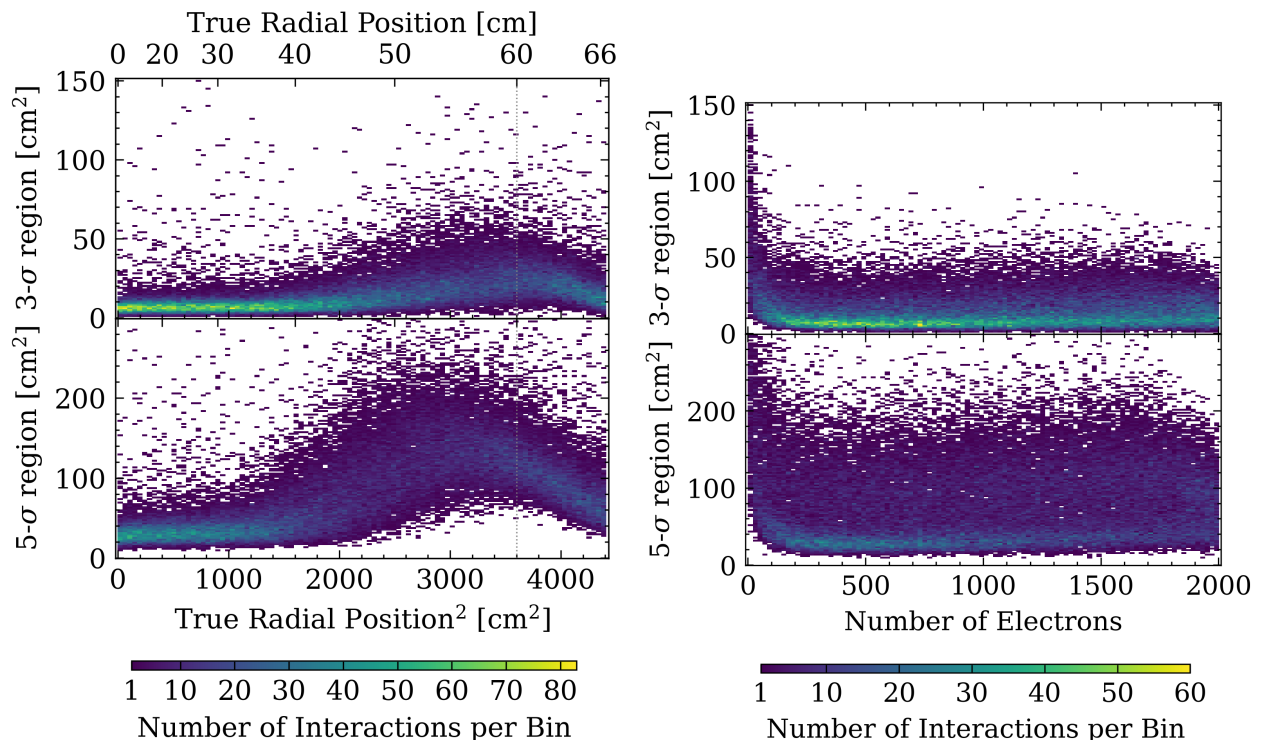 True Radial Position [cm]
0 20 30 40 50 60 66
3-σ region [cm²]
150
100
50
0
5-σ region [cm²]
200
100
0
0 1000 2000 3000 4000
True Radial Position² [cm²]
1 10 20 30 40 50 60 70 80
Number of Interactions per Bin
3-σ region [cm²]
150
100
50
0
5-σ region [cm²]
200
100
0
0 500 1000 1500 2000
Number of Electrons
1 10 20 30 40 50 60
Number of Interactions per Bin